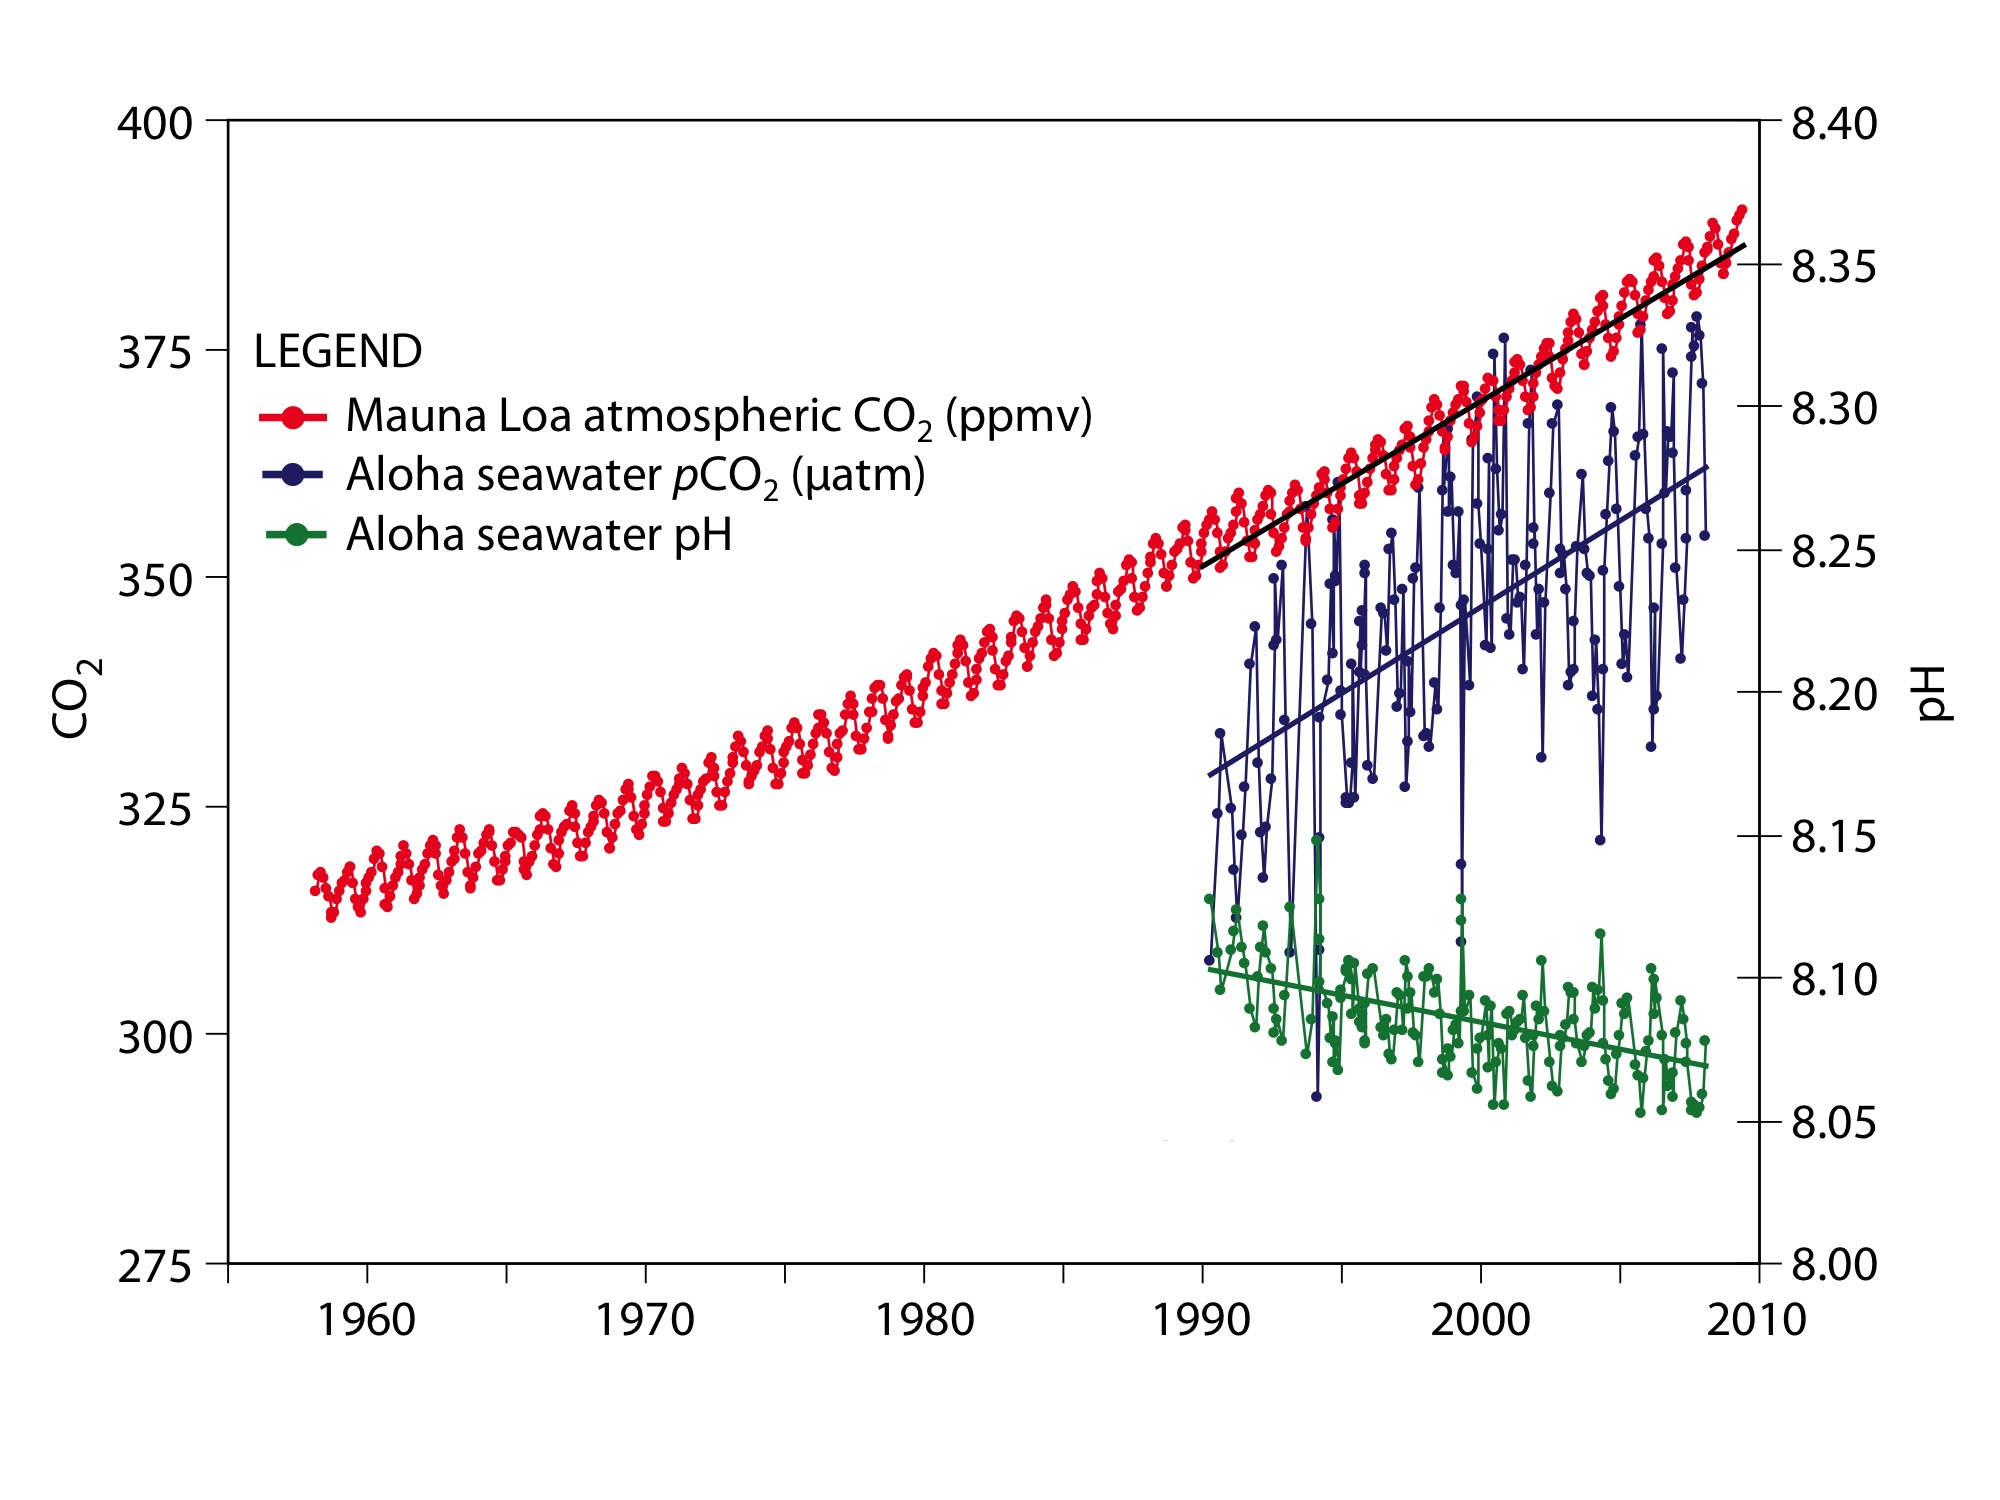 400
375
350
325
300
275
CO₂
LEGEND
Mauna Loa atmospheric CO₂ (ppmv)
Aloha seawater pCO₂ (µatm)
Aloha seawater pH
8.40
8.35
8.30
8.25
8.20
8.15
8.10
8.05
8.00
pH
1960 1970 1980 1990 2000 2010